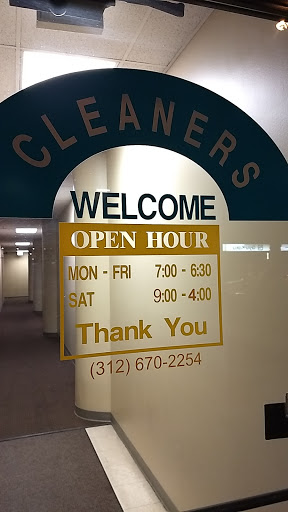 CLEANERS
WELCOME
OPEN HOUR
MON - FRI 7:00 - 6:30
SAT 9:00 - 4:00
Thank You
(312) 670-2254